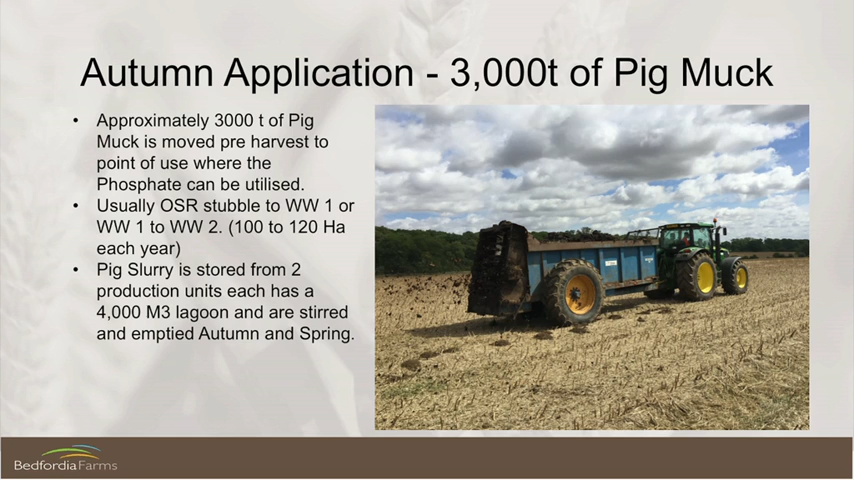 Autumn Application - 3,000t of Pig Muck
• Approximately 3000 t of Pig
Muck is moved pre harvest to
point of use where the
Phosphate can be utilised.
• Usually OSR stubble to WW 1 or
WW 1 to WW 2. (100 to 120 Ha
each year)
• Pig Slurry is stored from 2
production units each has a
4,000 M3 lagoon and are stirred
and emptied Autumn and Spring.
BedfordiaFarms